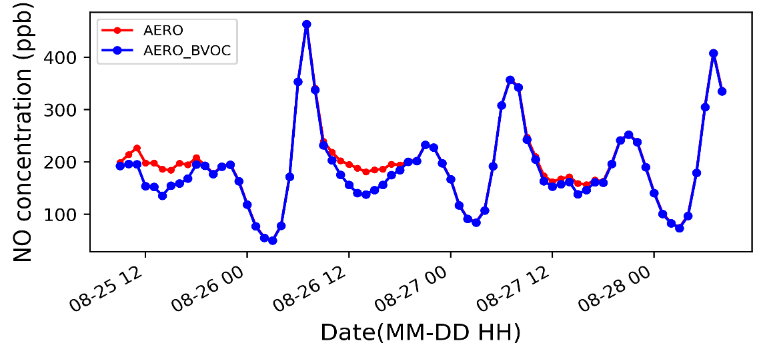 AERO
AERO_BVOC
NO concentration (ppb)
400
300
200
100
08-25 12
08-26 00
08-26 12
08-27 00
08-27 12
08-28 00
Date(MM-DD HH)